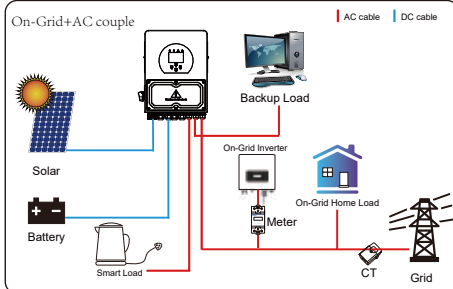 On-Grid+AC couple
AC cable
DC cable
Backup Load
Solar
On-Grid Inverter
On-Grid Home Load
Meter
Battery
Smart Load
CT
Grid